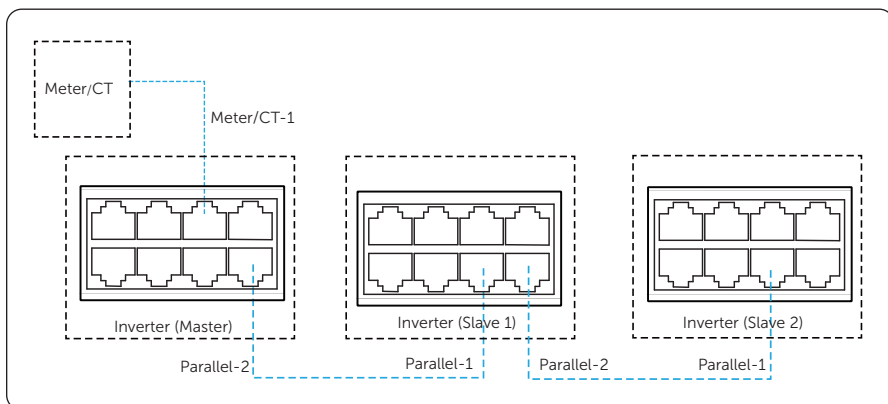 Meter/CT
Meter/CT-1
Inverter (Master)
Inverter (Slave 1)
Inverter (Slave 2)
Parallel-2
Parallel-1
Parallel-2
Parallel-1